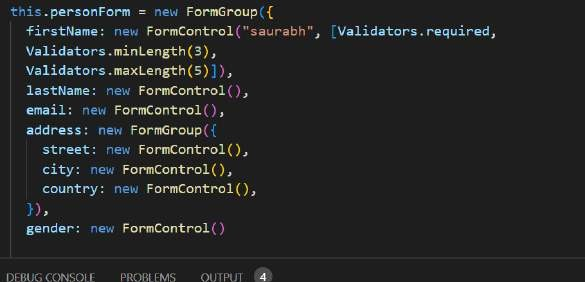 this.personForm = new FormGroup({
firstName: new FormControl("saurabh", [Validators.required,
Validators.minLength(3),
Validators.maxLength(5)]),
lastName: new FormControl(),
email: new FormControl(),
address: new FormGroup({
street: new FormControl(),
city: new FormControl(),
country: new FormControl(),
}),
gender: new FormControl()
DEBUG CONSOLE PROBLEMS OUTPUT 4